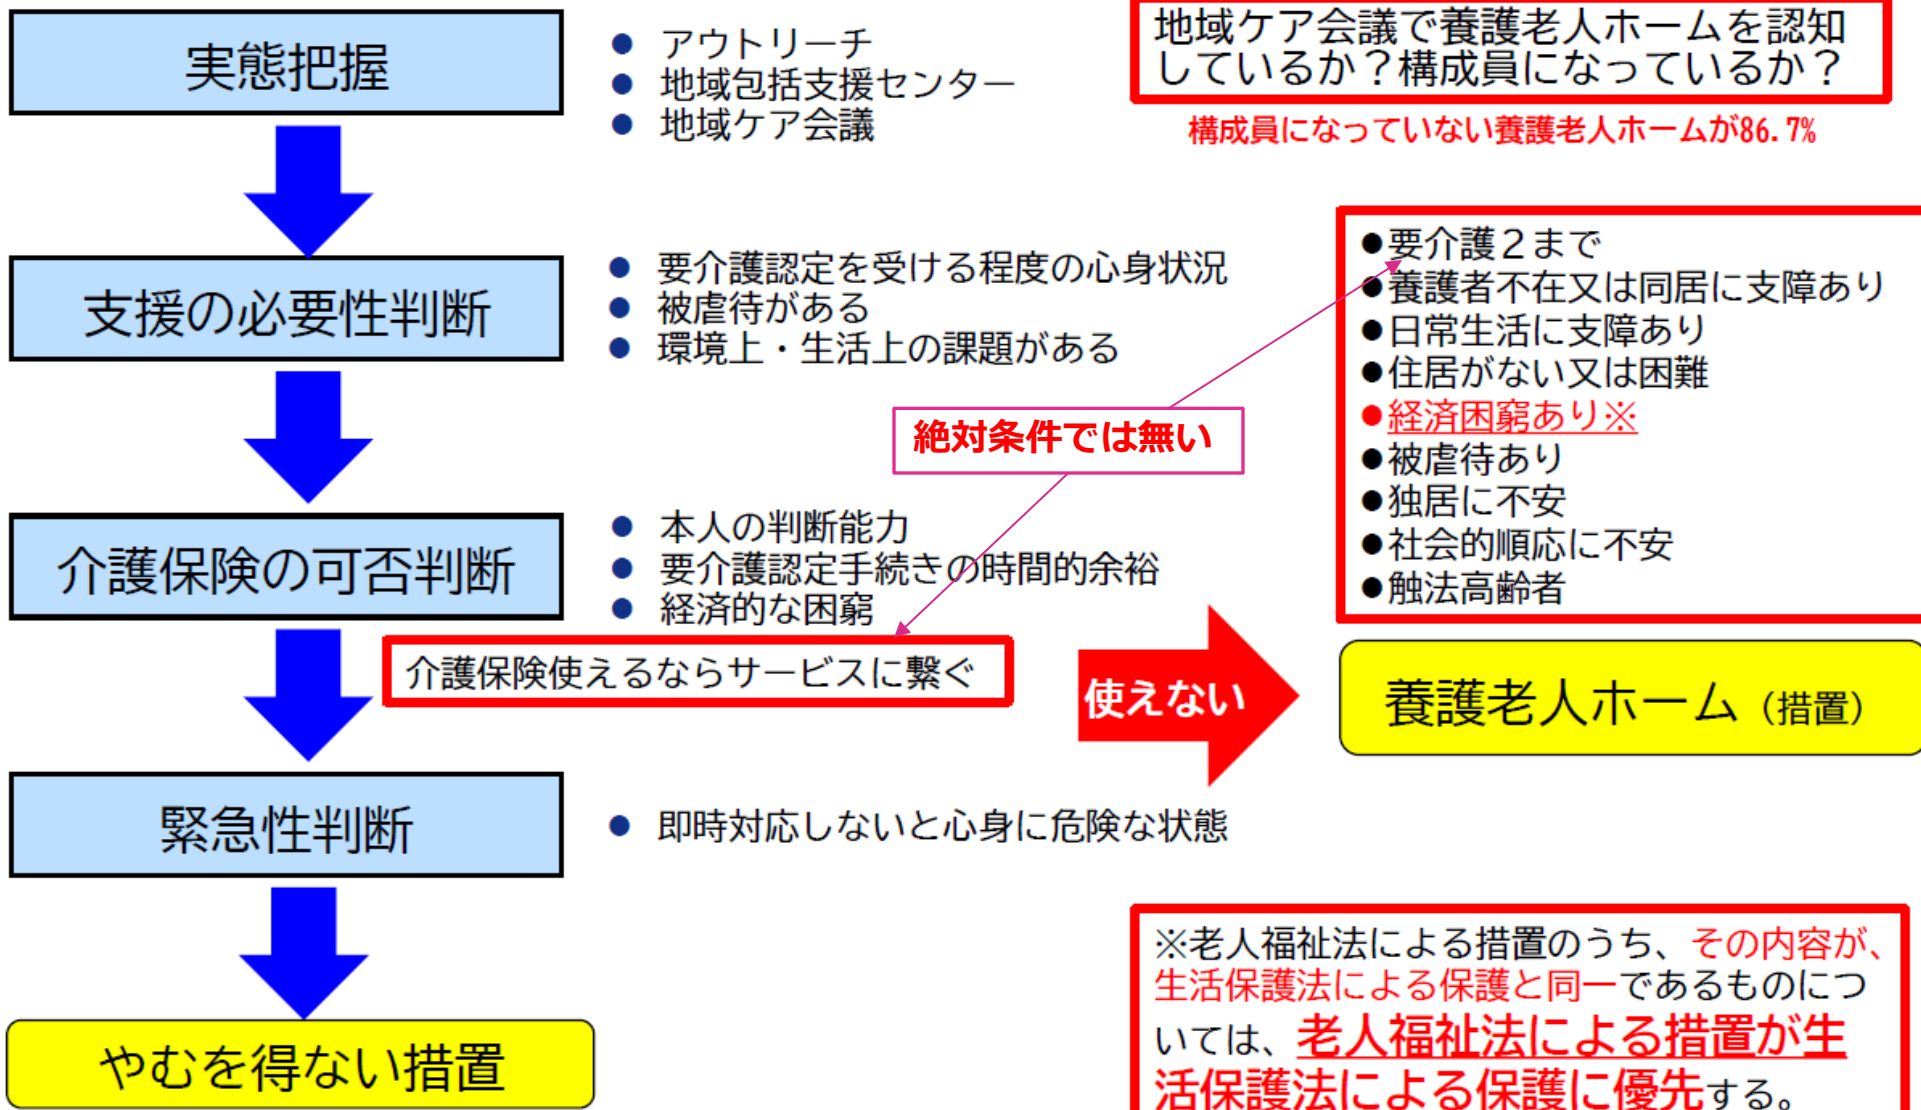 実態把握
● アウトリーチ
● 地域包括支援センター
● 地域ケア会議
地域ケア会議で養護老人ホームを認知
しているか？構成員になっているか？
構成員になっていない養護老人ホームが86.7%
支援の必要性判断
● 要介護認定を受ける程度の心身状況
● 被虐待がある
● 環境上・生活上の課題がある
●要介護２まで
●養護者不在又は同居に支障あり
●日常生活に支障あり
●住居がない又は困難
●経済困窮あり※
●被虐待あり
●独居に不安
●社会的順応に不安
●触法高齢者
絶対条件では無い
介護保険の可否判断
● 本人の判断能力
● 要介護認定手続きの時間的余裕
● 経済的な困窮
介護保険使えるならサービスに繋ぐ
使えない
養護老人ホーム（措置）
緊急性判断
● 即時対応しないと心身に危険な状態
やむを得ない措置
※老人福祉法による措置のうち、その内容が、
生活保護法による保護と同一であるものにつ
いては、老人福祉法による措置が生
活保護法による保護に優先する。